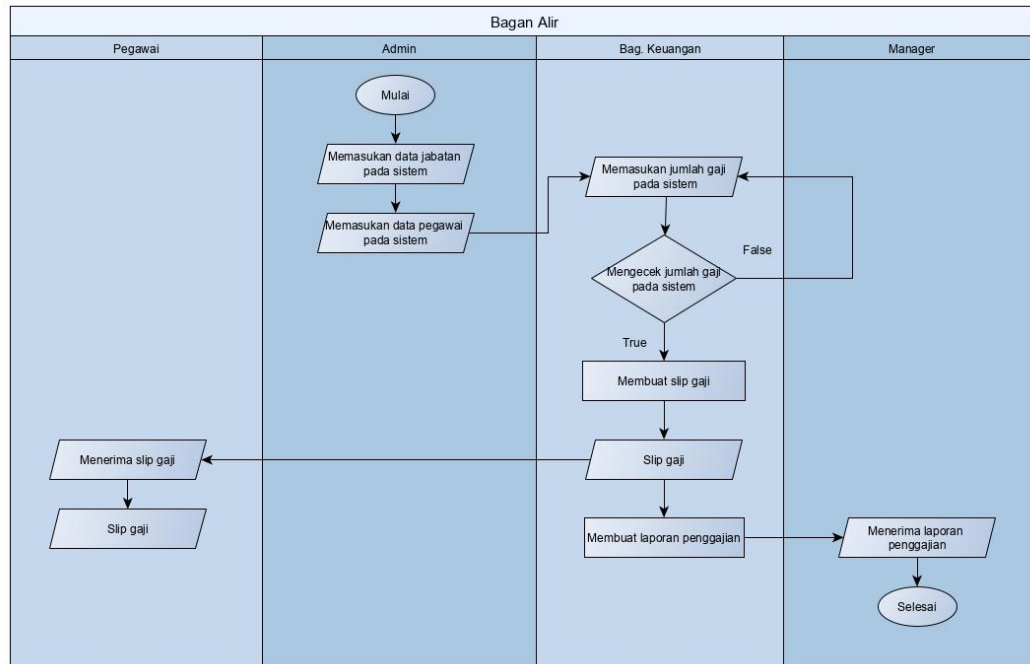 Bagan Alir
Pegawai
Admin
Bag. Keuangan
Manager
Mulai
Memasukan data jabatan
pada sistem
Memasukan data pegawai
pada sistem
Memasukan jumlah gaji
pada sistem
Mengecek jumlah gaji
pada sistem
False
True
Membuat slip gaji
Slip gaji
Menerima slip gaji
Slip gaji
Membuat laporan penggajian
Menerima laporan
penggajian
Selesai